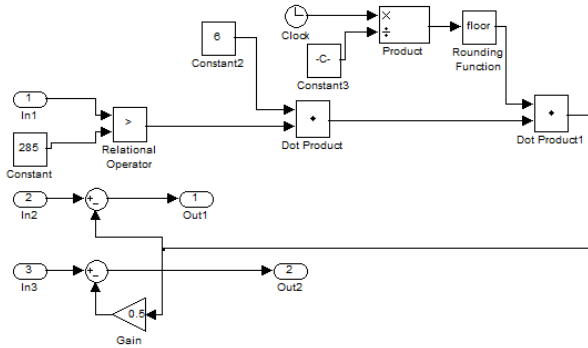 Clock
×
÷
Product
floor
Rounding
Function
6
Constant2
-C-
Constant3
1
In1
>
Relational
Operator
285
Constant
Dot Product
Dot Product1
2
In2
+
−
1
Out1
3
In3
+
−
2
Out2
0.5
Gain